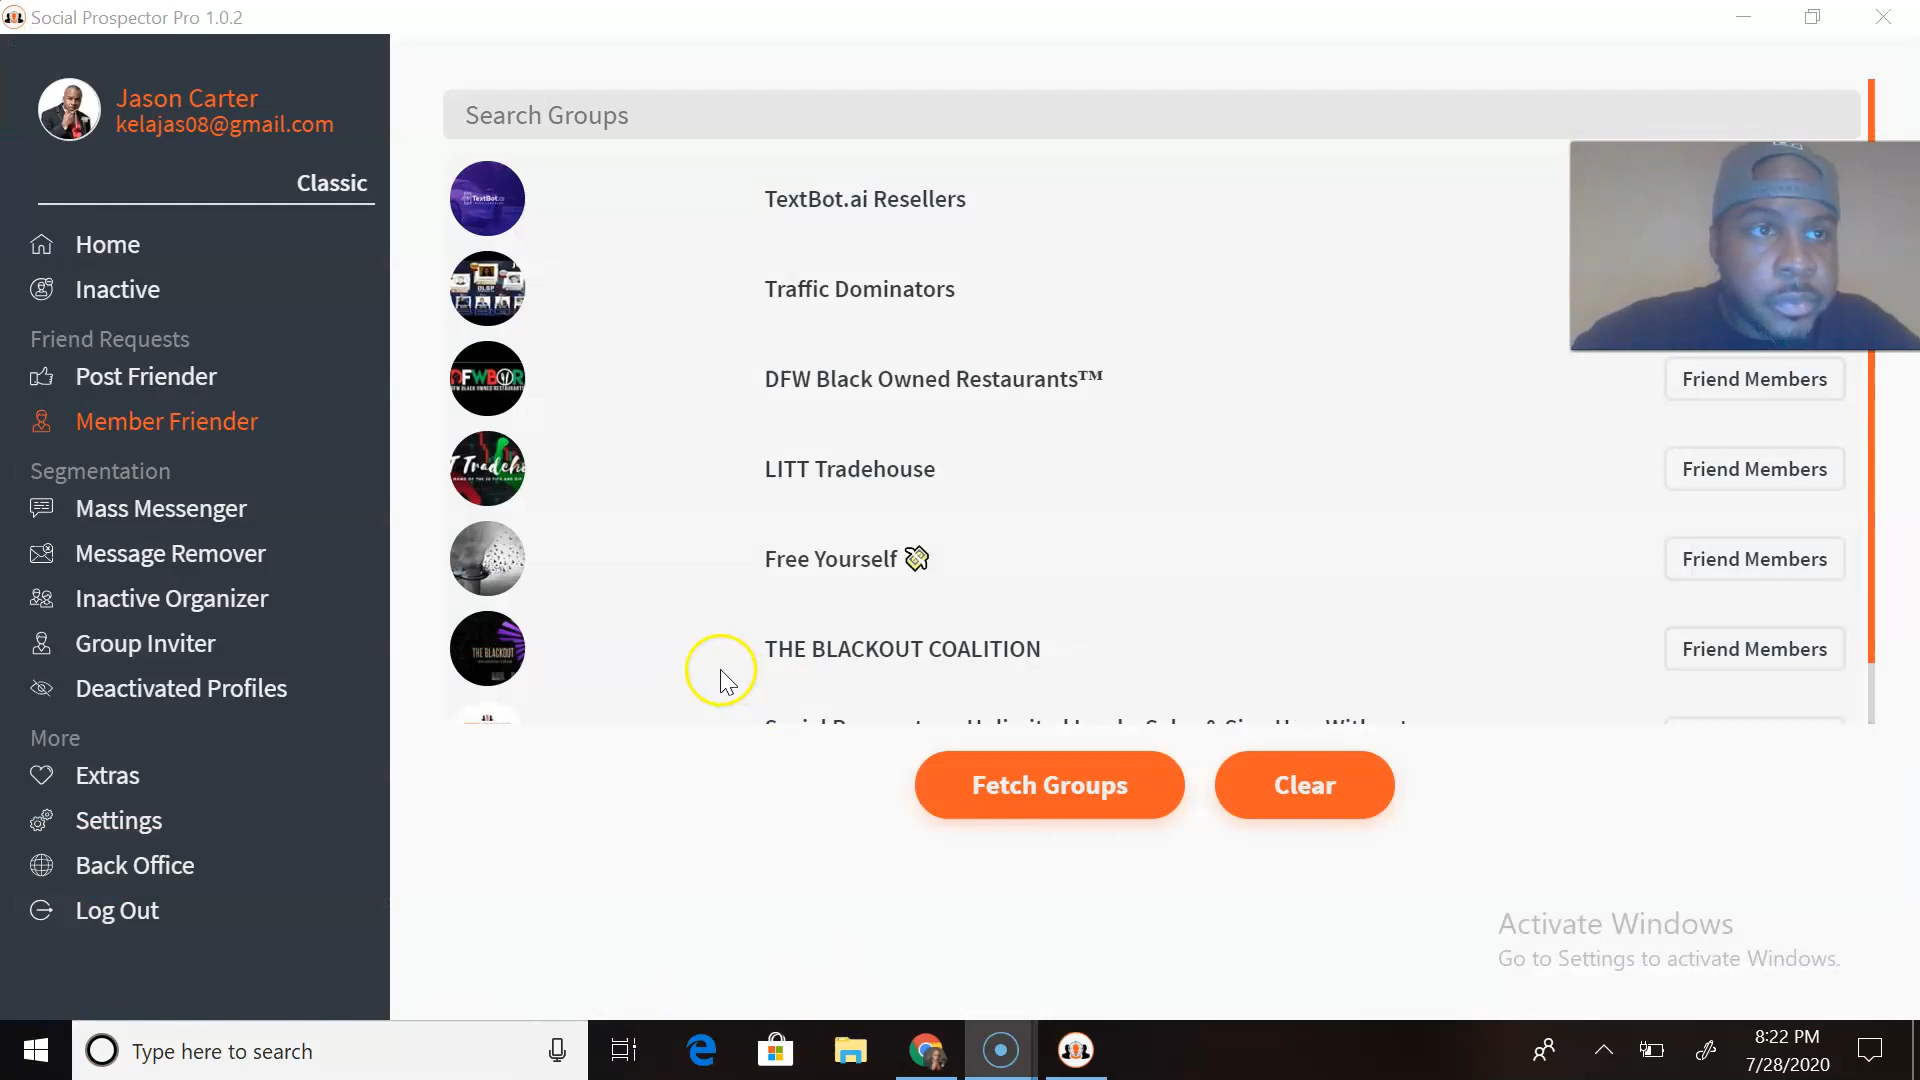 Social Prospector Pro 1.0.2
Jason Carter
kelajas08@gmail.com
Classic
Home
Inactive
Friend Requests
Post Friender
Member Friender
Segmentation
Mass Messenger
Message Remover
Inactive Organizer
Group Inviter
Deactivated Profiles
More
Extras
Settings
Back Office
Log Out
Search Groups
TextBot.ai Resellers
Traffic Dominators
DFW Black Owned Restaurants™
Friend Members
LITT Tradehouse
Friend Members
Free Yourself 💸
Friend Members
THE BLACKOUT
THE BLACKOUT COALITION
Friend Members
Fetch Groups
Clear
Activate Windows
Go to Settings to activate Windows.
Type here to search
8:22 PM
7/28/2020